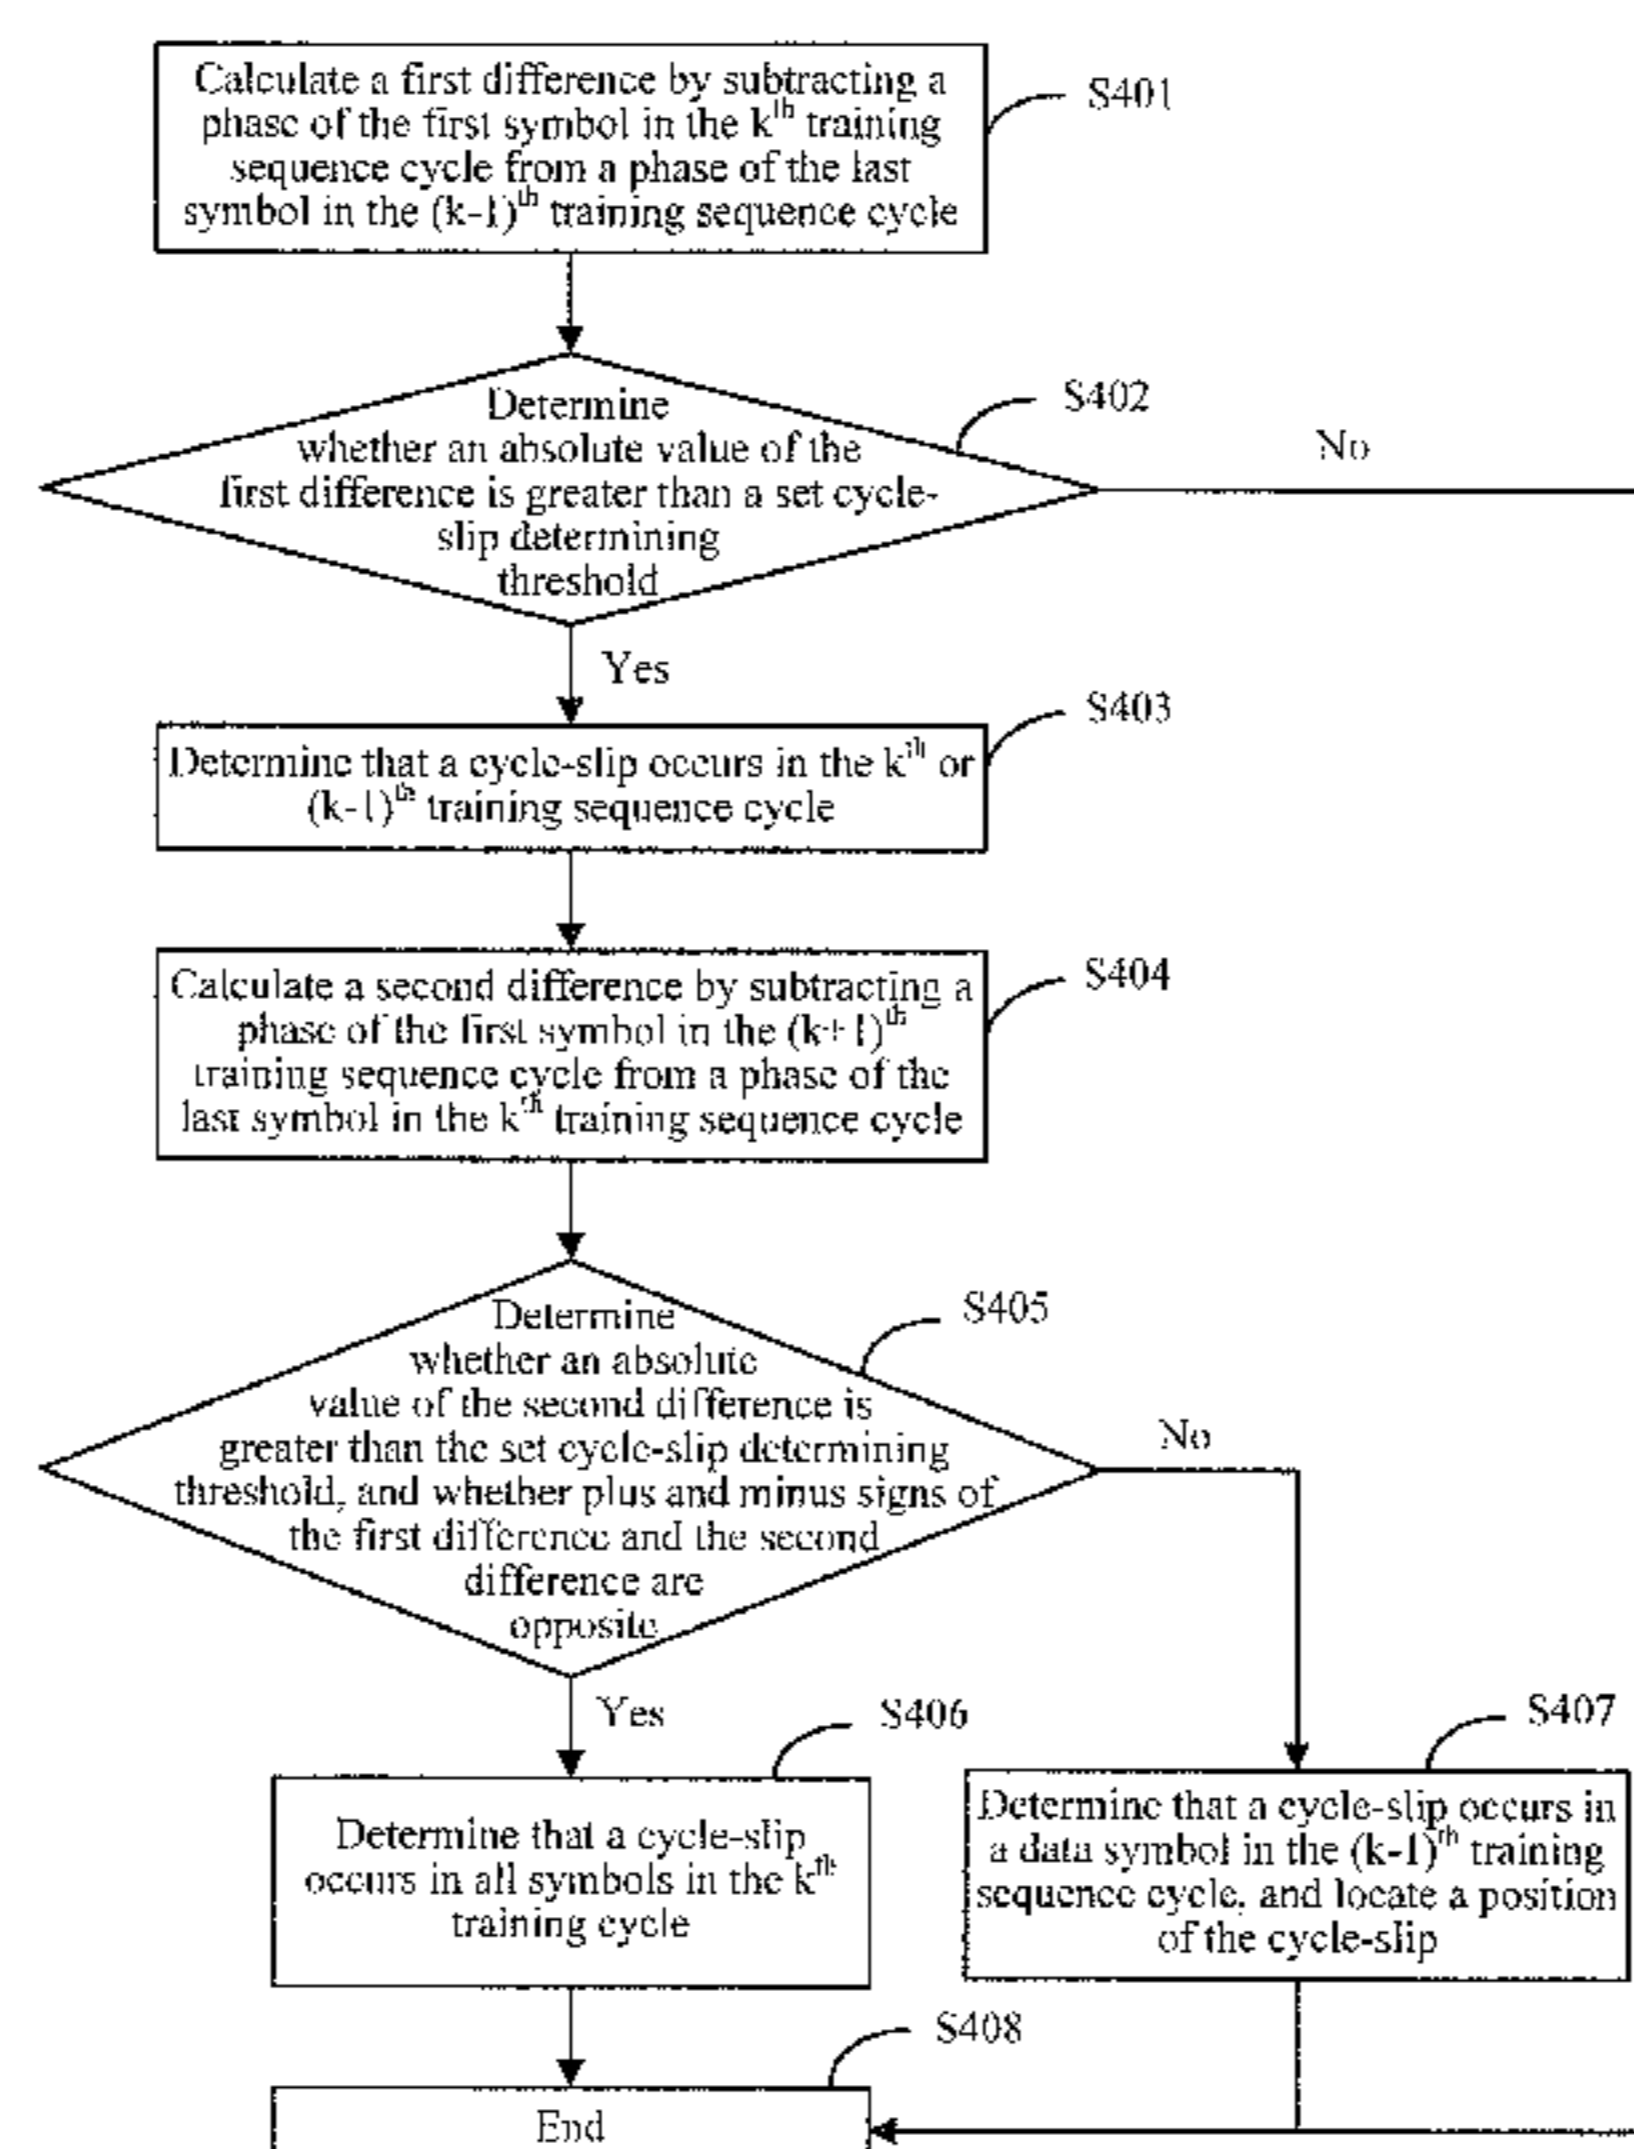 Calculate a first difference by subtracting a
phase of the first symbol in the kth training
sequence cycle from a phase of the last
symbol in the (k-1)th training sequence cycle
S401
Determine
whether an absolute value of the
first difference is greater than a set cycle-
slip determining
threshold
S402
No
Yes
S403
Determine that a cycle-slip occurs in the kth or
(k-1)th training sequence cycle
S404
Calculate a second difference by subtracting a
phase of the first symbol in the (k+1)th
training sequence cycle from a phase of the
last symbol in the kth training sequence cycle
S405
Determine
whether an absolute
value of the second difference is
greater than the set cycle-slip determining
threshold, and whether plus and minus signs of
the first difference and the second
difference are
opposite
No
Yes
S406
S407
Determine that a cycle-slip
occurs in all symbols in the kth
training cycle
Determine that a cycle-slip occurs in
a data symbol in the (k-1)th training
sequence cycle, and locate a position
of the cycle-slip
S408
End